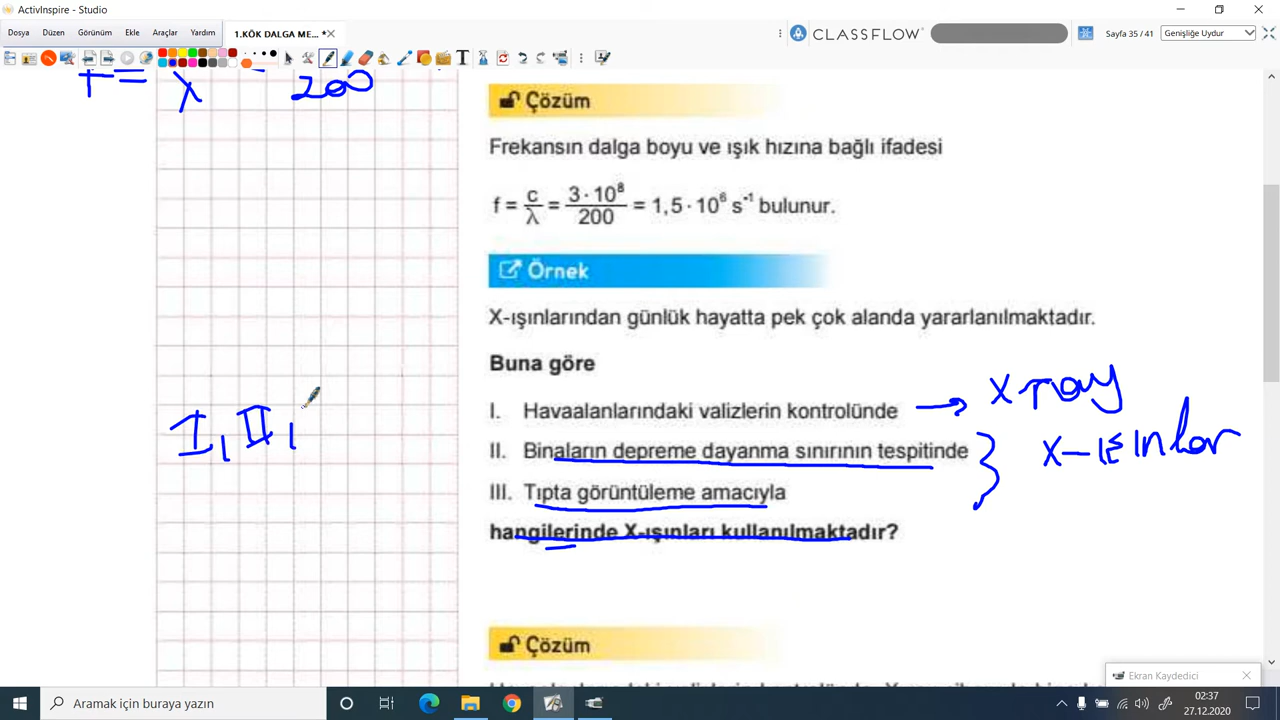 ActivInspire - Studio
Dosya Düzen Görünüm Ekle Araçlar Yardım
1.KÖK DALGA ME... *
CLASSFLOW
Sayfa 35 / 41
Genişliğe Uydur
λ 200
Çözüm
Frekansın dalga boyu ve ışık hızına bağlı ifadesi
f = c/λ = 3 · 10⁸/200 = 1,5 · 10⁶ s⁻¹ bulunur.
Örnek
X-ışınlarından günlük hayatta pek çok alanda yararlanılmaktadır.
Buna göre
I. Havaalanlarındaki valizlerin kontrolünde → x-ray
II. Binaların depreme dayanma sınırının tespitinde
x-ışınları
III. Tıpta görüntüleme amacıyla
I, II,
hangilerinde X-ışınları kullanılmaktadır?
Çözüm
Ekran Kaydedici
Aramak için buraya yazın
02:37
27.12.2020